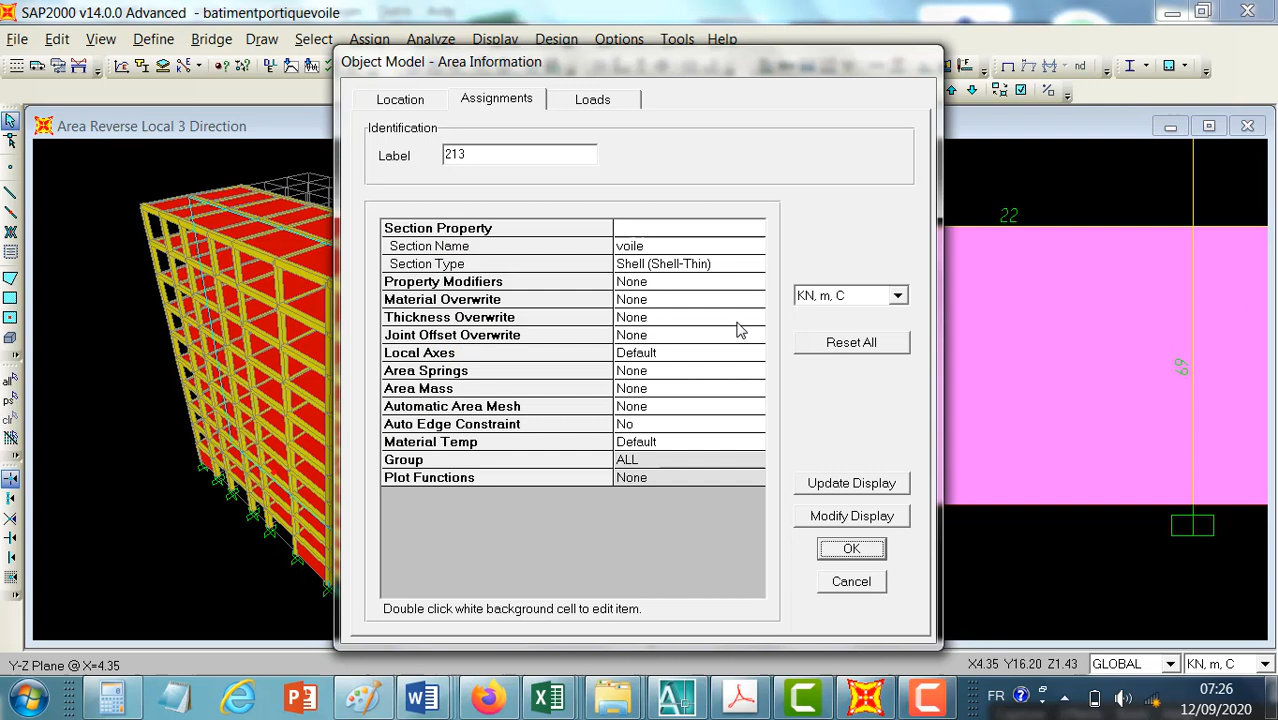 SAP2000 v14.0.0 Advanced - batimentportiquevoile
File Edit View Define Bridge Draw Select Assign Analyze Display Design Options Tools Help
nd
Object Model - Area Information
Area Reverse Local 3 Direction
Location Assignments Loads
Identification
Label 213
Section Property
Section Name voile
Section Type Shell (Shell-Thin)
Property Modifiers None
Material Overwrite None
Thickness Overwrite None
Joint Offset Overwrite None
Local Axes Default
Area Springs None
Area Mass None
Automatic Area Mesh None
Auto Edge Constraint No
Material Temp Default
Group ALL
Plot Functions None
KN, m, C
Reset All
Update Display
Modify Display
OK
Cancel
Double click white background cell to edit item.
22
69
all
ps
clr
Y-Z Plane @ X=4.35
X4.35 Y16.20 Z1.43
GLOBAL
KN, m, C
FR
07:26
12/09/2020